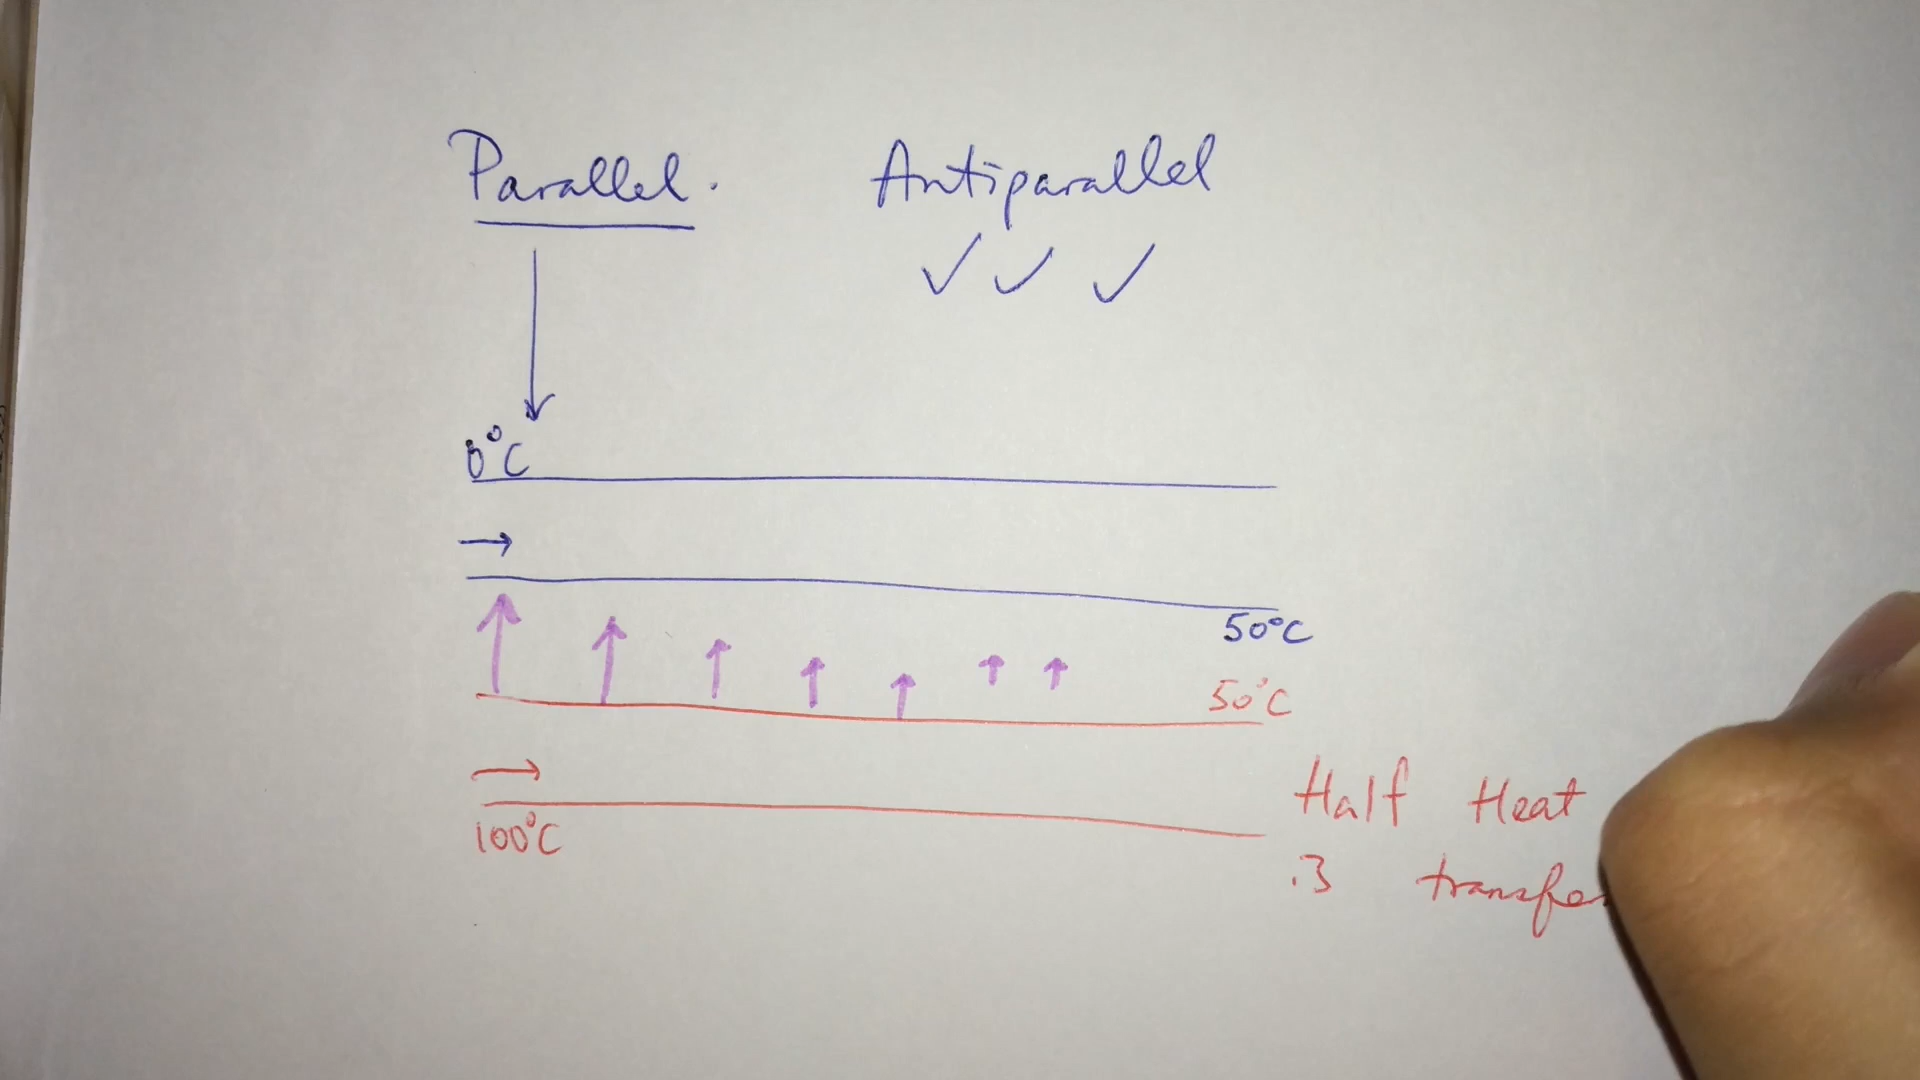 Parallel. Antiparallel
0°C
50°C
50°C
100°C
Half Heat
transfer